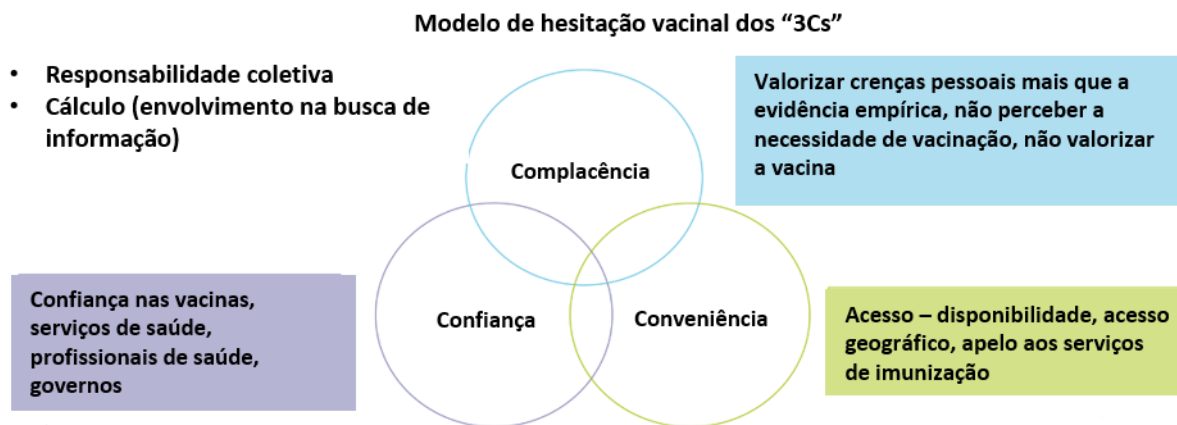 Modelo de hesitação vacinal dos “3Cs”
• Responsabilidade coletiva
• Cálculo (envolvimento na busca de
informação)
Valorizar crenças pessoais mais que a
evidência empírica, não perceber a
necessidade de vacinação, não valorizar
a vacina
Complacência
Confiança nas vacinas,
serviços de saúde,
profissionais de saúde,
governos
Confiança
Conveniência
Acesso – disponibilidade, acesso
geográfico, apelo aos serviços
de imunização